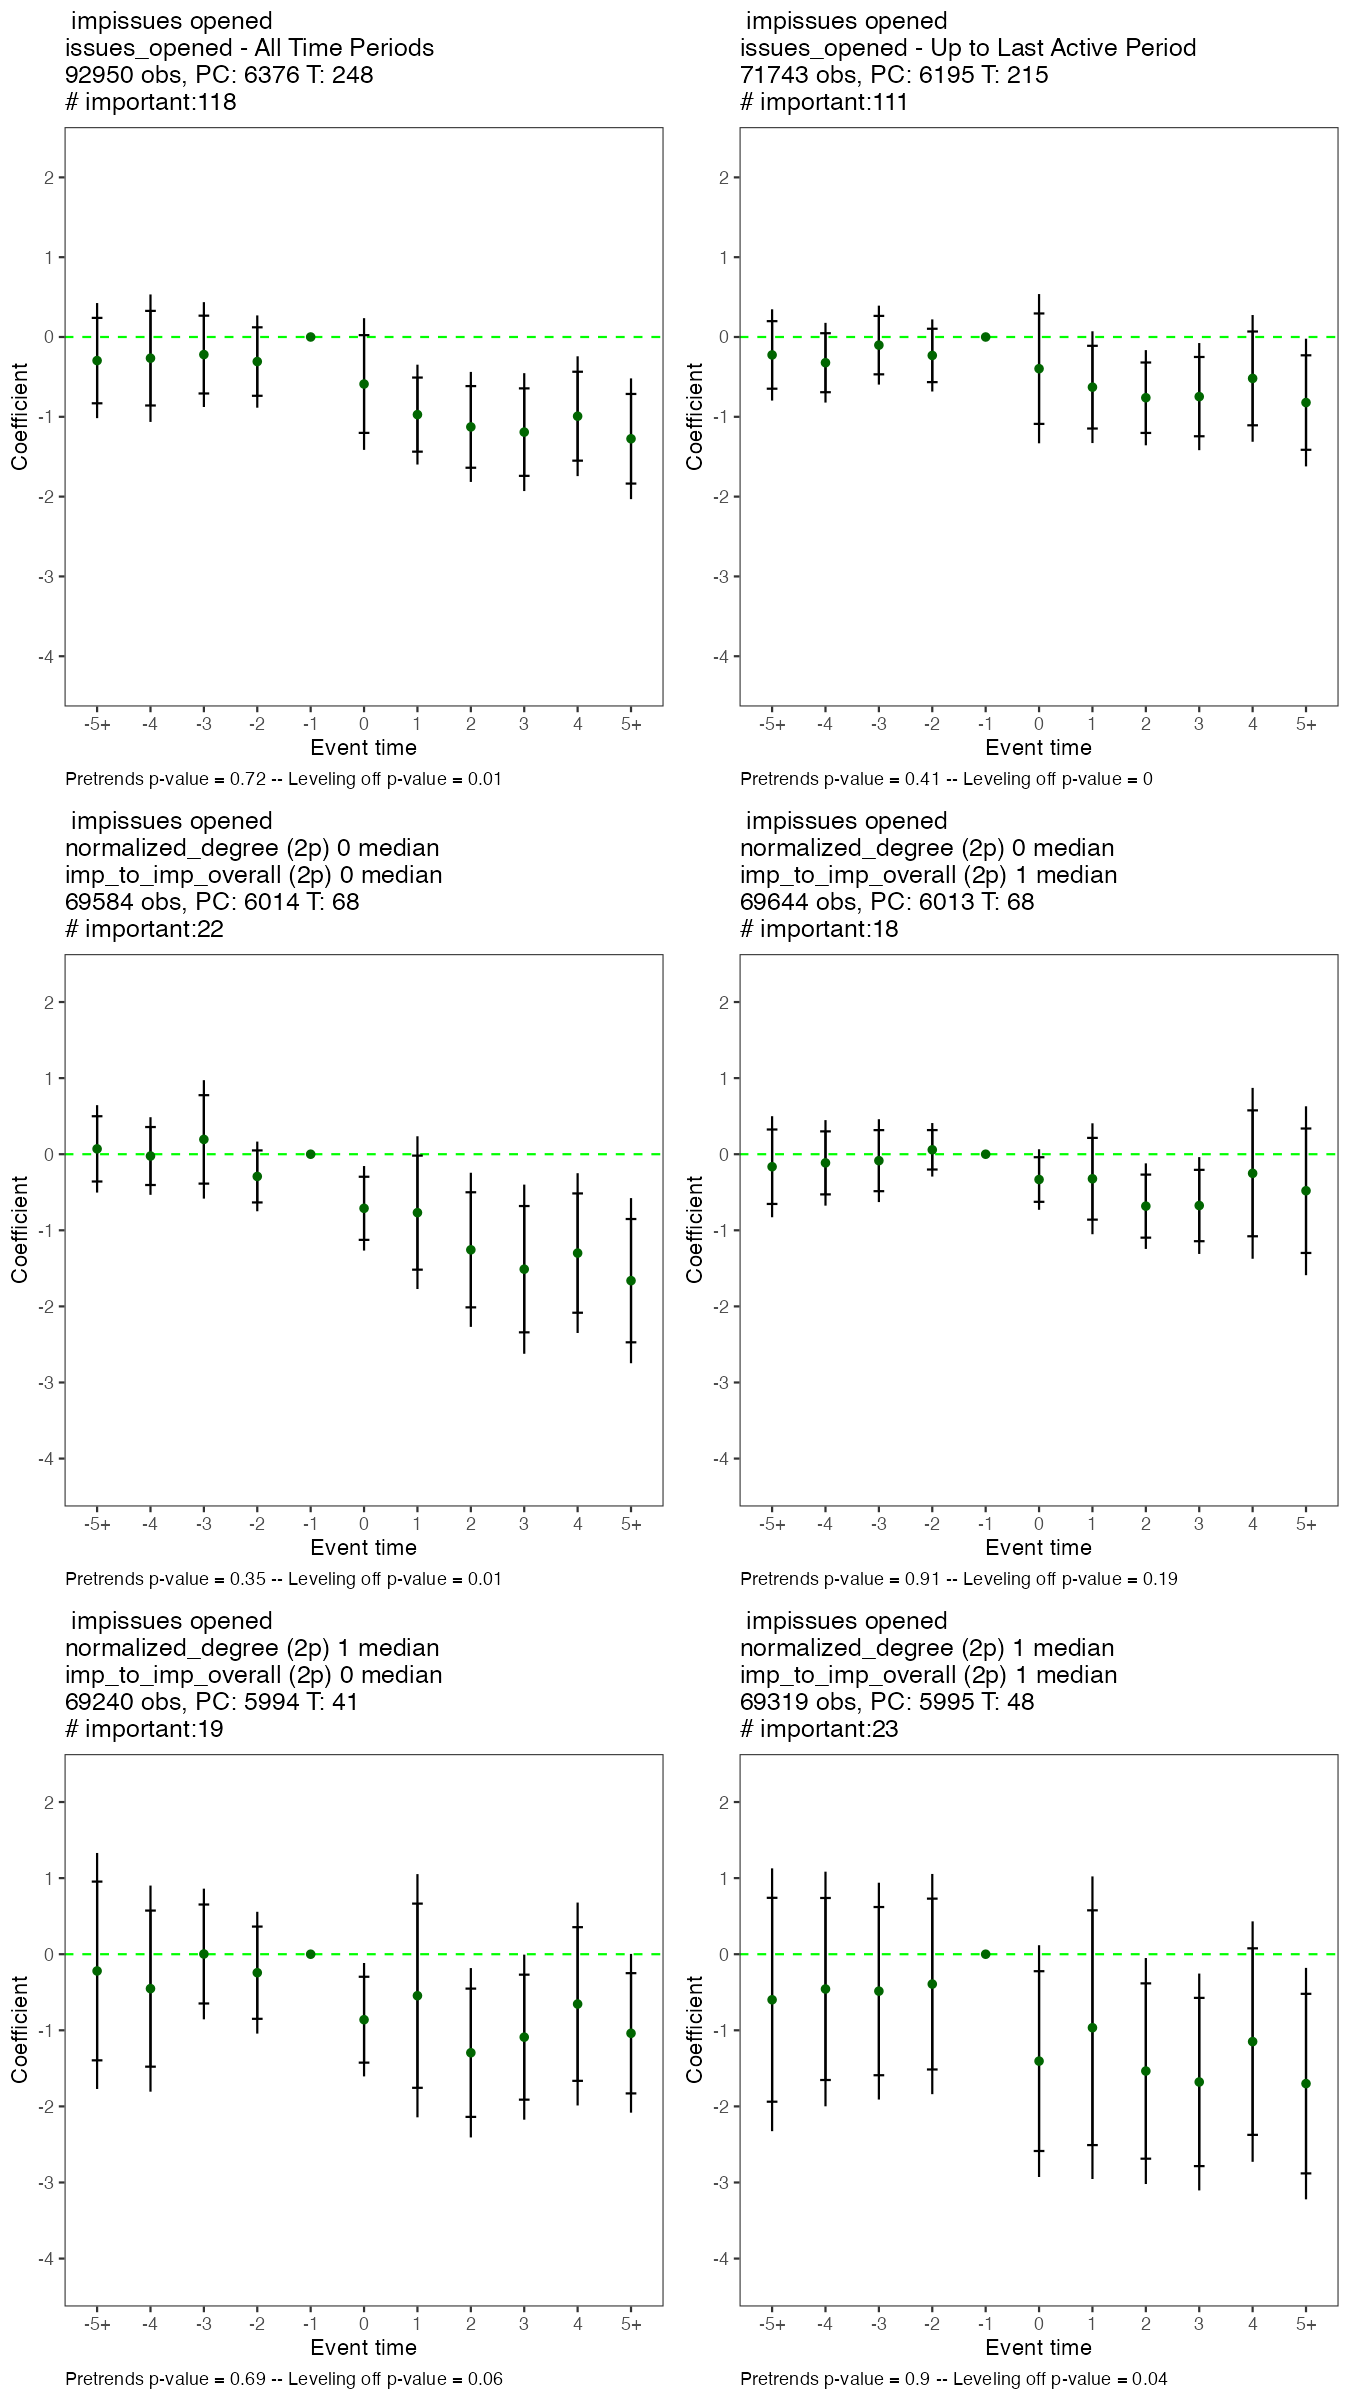 impissues opened
issues_opened - All Time Periods
92950 obs, PC: 6376 T: 248
# important:118
2
1
0
-1
-2
-3
-4
Coefficient
-5+ -4 -3 -2 -1 0 1 2 3 4 5+
Event time
Pretrends p-value = 0.72 -- Leveling off p-value = 0.01
impissues opened
issues_opened - Up to Last Active Period
71743 obs, PC: 6195 T: 215
# important:111
2
1
0
-1
-2
-3
-4
Coefficient
-5+ -4 -3 -2 -1 0 1 2 3 4 5+
Event time
Pretrends p-value = 0.41 -- Leveling off p-value = 0
impissues opened
normalized_degree (2p) 0 median
imp_to_imp_overall (2p) 0 median
69584 obs, PC: 6014 T: 68
# important:22
2
1
0
-1
-2
-3
-4
Coefficient
-5+ -4 -3 -2 -1 0 1 2 3 4 5+
Event time
Pretrends p-value = 0.35 -- Leveling off p-value = 0.01
impissues opened
normalized_degree (2p) 0 median
imp_to_imp_overall (2p) 1 median
69644 obs, PC: 6013 T: 68
# important:18
2
1
0
-1
-2
-3
-4
Coefficient
-5+ -4 -3 -2 -1 0 1 2 3 4 5+
Event time
Pretrends p-value = 0.91 -- Leveling off p-value = 0.19
impissues opened
normalized_degree (2p) 1 median
imp_to_imp_overall (2p) 0 median
69240 obs, PC: 5994 T: 41
# important:19
2
1
0
-1
-2
-3
-4
Coefficient
-5+ -4 -3 -2 -1 0 1 2 3 4 5+
Event time
Pretrends p-value = 0.69 -- Leveling off p-value = 0.06
impissues opened
normalized_degree (2p) 1 median
imp_to_imp_overall (2p) 1 median
69319 obs, PC: 5995 T: 48
# important:23
2
1
0
-1
-2
-3
-4
Coefficient
-5+ -4 -3 -2 -1 0 1 2 3 4 5+
Event time
Pretrends p-value = 0.9 -- Leveling off p-value = 0.04